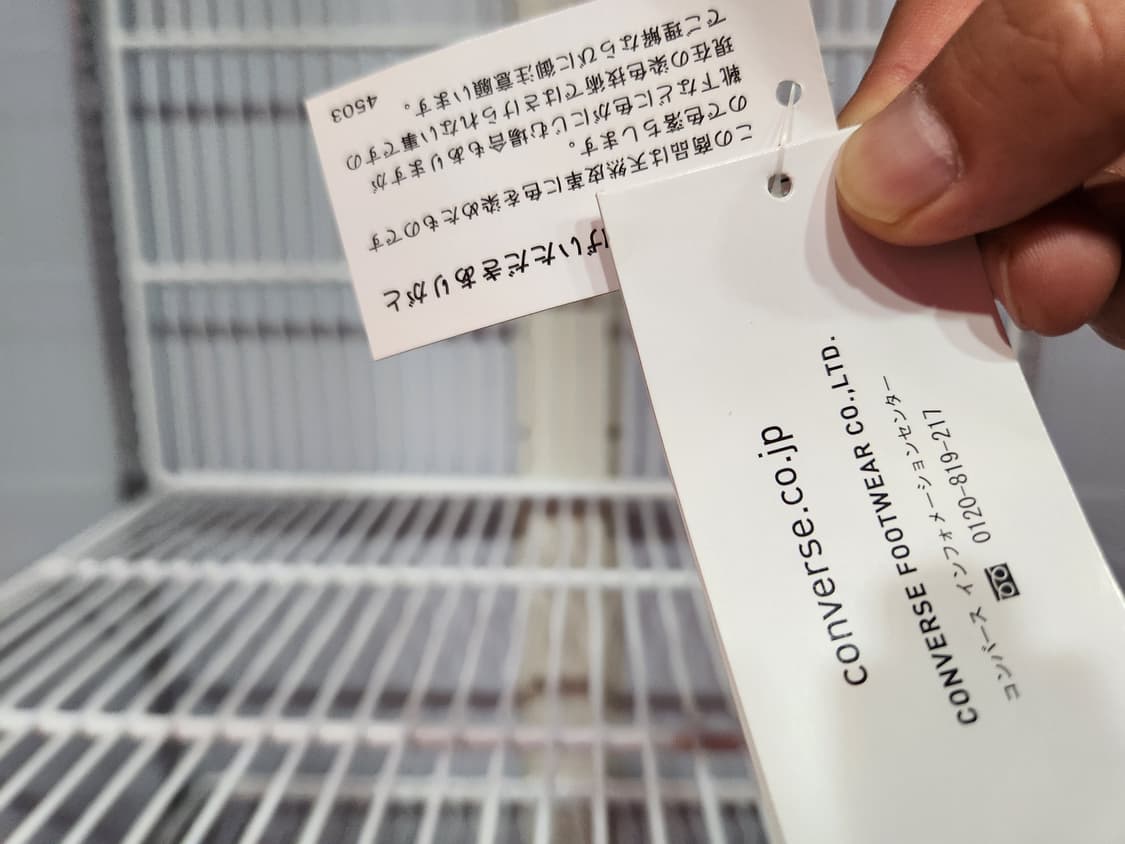 げいただきありがと
この商品は天然皮革に色を染めたものです
ので色落ちします。
靴下などに色がにじむ場合もありますが
現在の染色技術ではさけられない事ですの
でご理解ならびに御注意願います。
4503
converse.co.jp
CONVERSE FOOTWEAR CO.,LTD.
コンバース インフォメーションセンター
0120-819-217